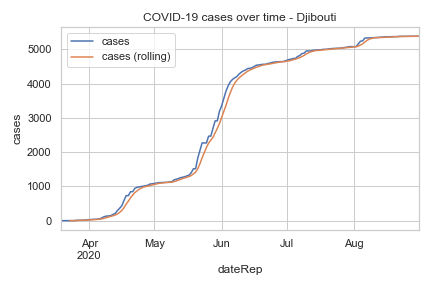 COVID-19 cases over time - Djibouti
cases
cases (rolling)
5000
4000
3000
2000
1000
0
cases
Apr
2020
May
Jun
Jul
Aug
dateRep